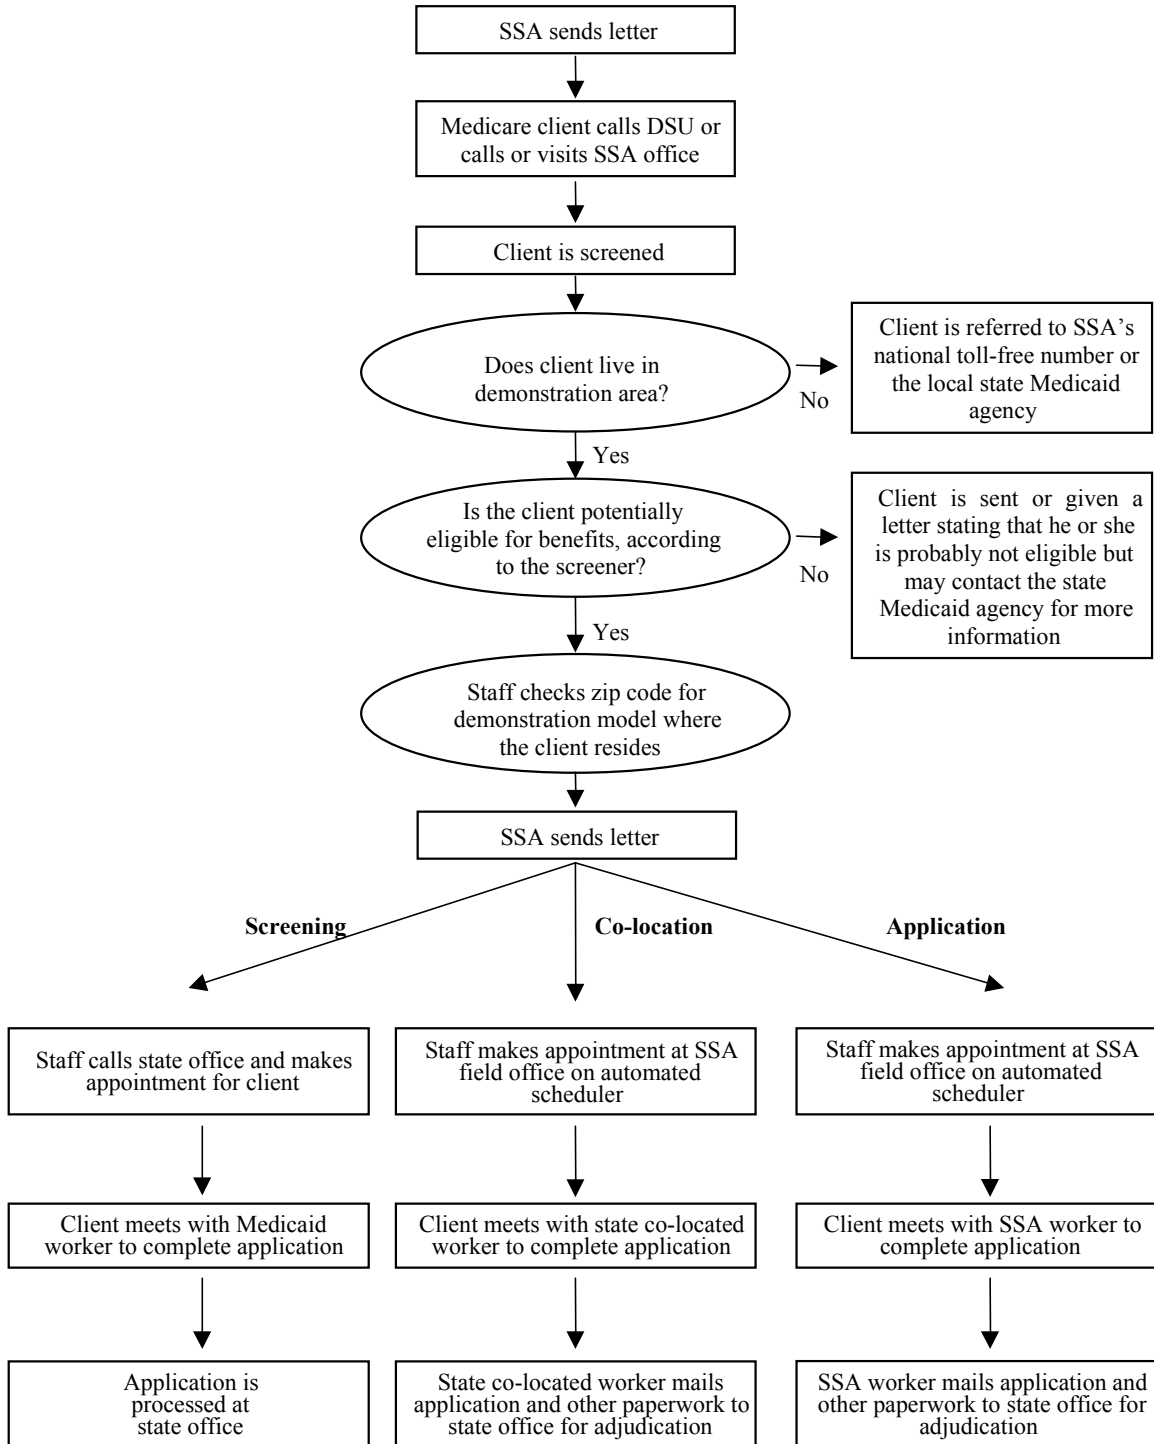 SSA sends letter
Medicare client calls DSU or
calls or visits SSA office
Client is screened
Does client live in
demonstration area?
No
Client is referred to SSA’s
national toll-free number or
the local state Medicaid
agency
Yes
Is the client potentially
eligible for benefits, according
to the screener?
No
Client is sent or given a
letter stating that he or she
is probably not eligible but
may contact the state
Medicaid agency for more
information
Yes
Staff checks zip code for
demonstration model where
the client resides
SSA sends letter
Screening
Co-location
Application
Staff calls state office and makes
appointment for client
Staff makes appointment at SSA
field office on automated
scheduler
Staff makes appointment at SSA
field office on automated
scheduler
Client meets with Medicaid
worker to complete application
Client meets with state co-located
worker to complete application
Client meets with SSA worker to
complete application
Application is
processed at
state office
State co-located worker mails
application and other paperwork to
state office for adjudication
SSA worker mails application and
other paperwork to state office for
adjudication